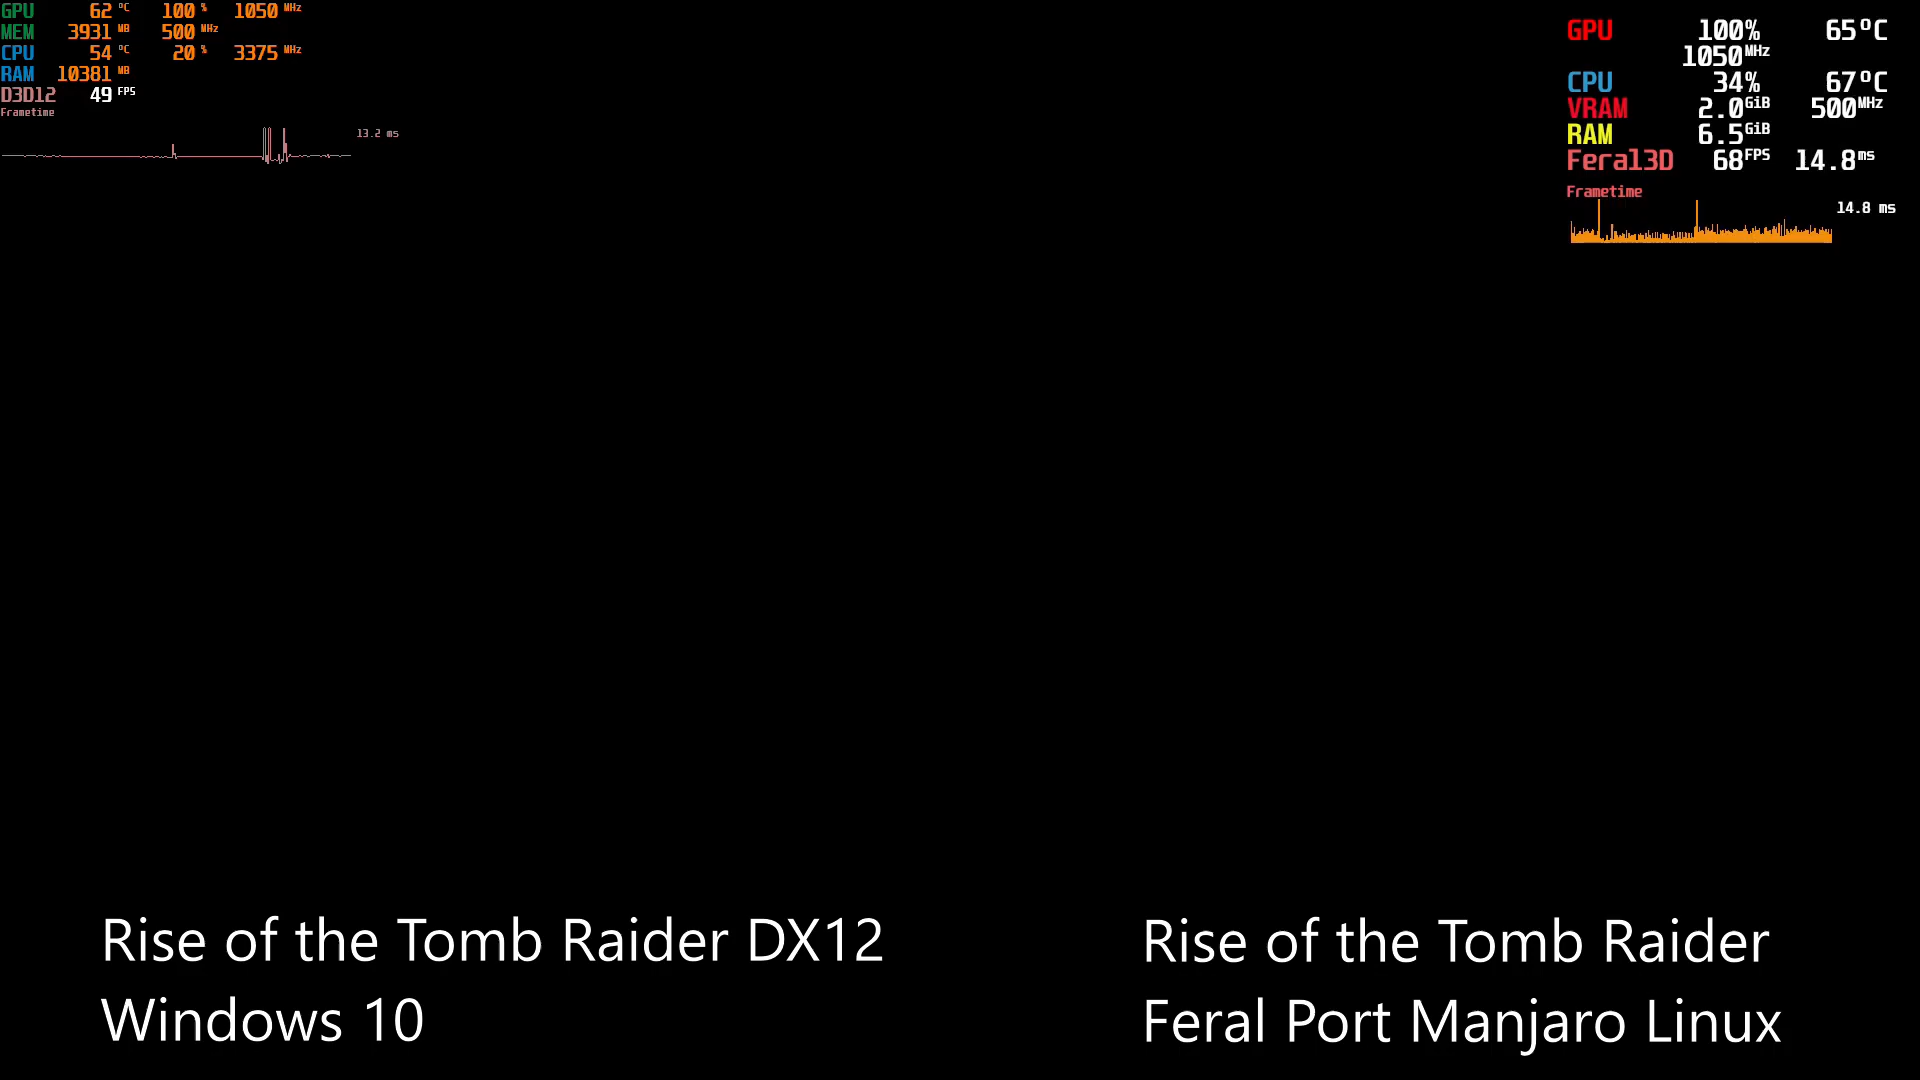 GPU 62 °C 100 % 1050 MHz
MEM 3931 MB 500 MHz
CPU 54 °C 20 % 3375 MHz
RAM 10381 MB
D3D12 49 FPS
Frametime
13.2 ms
GPU 100% 65°C
1050MHz
CPU 34% 67°C
VRAM 2.0GiB 500MHz
RAM 6.5GiB
Feral3D 68FPS 14.8ms
Frametime
14.8 ms
Rise of the Tomb Raider DX12
Windows 10
Rise of the Tomb Raider
Feral Port Manjaro Linux